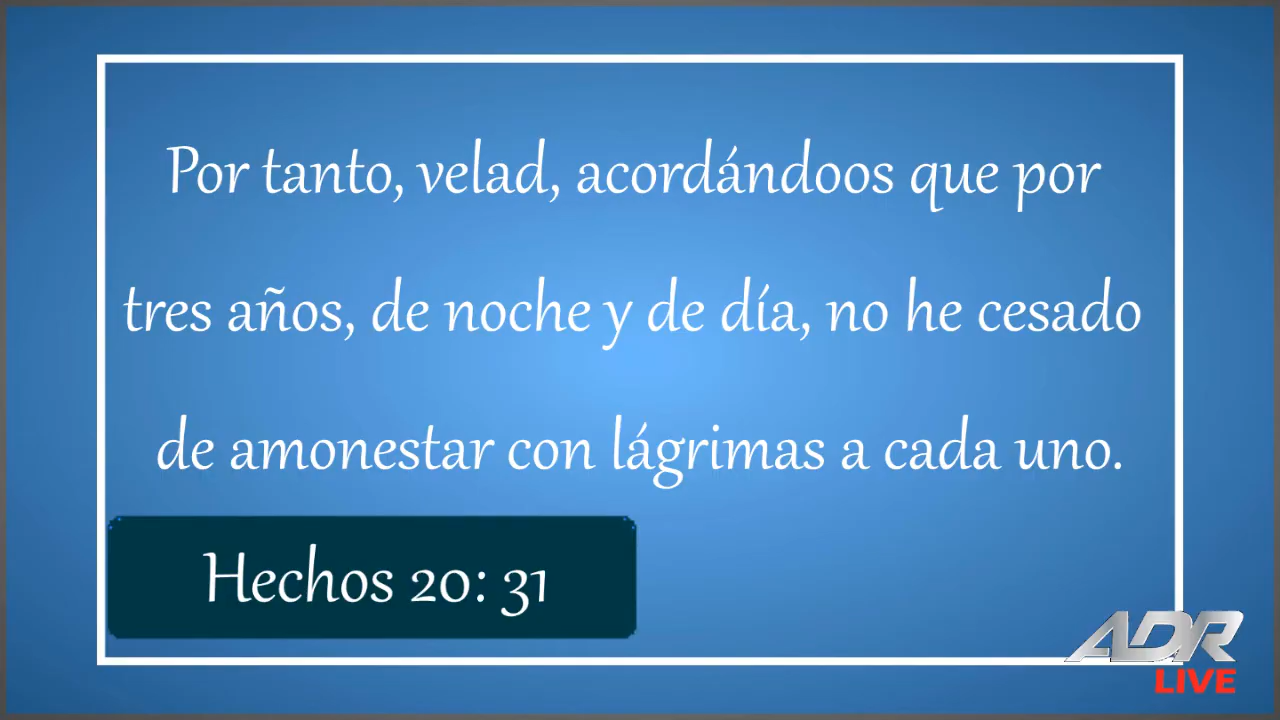 Por tanto, velad, acordándoos que por
tres años, de noche y de día, no he cesado
de amonestar con lágrimas a cada uno.
Hechos 20: 31
ADR
LIVE